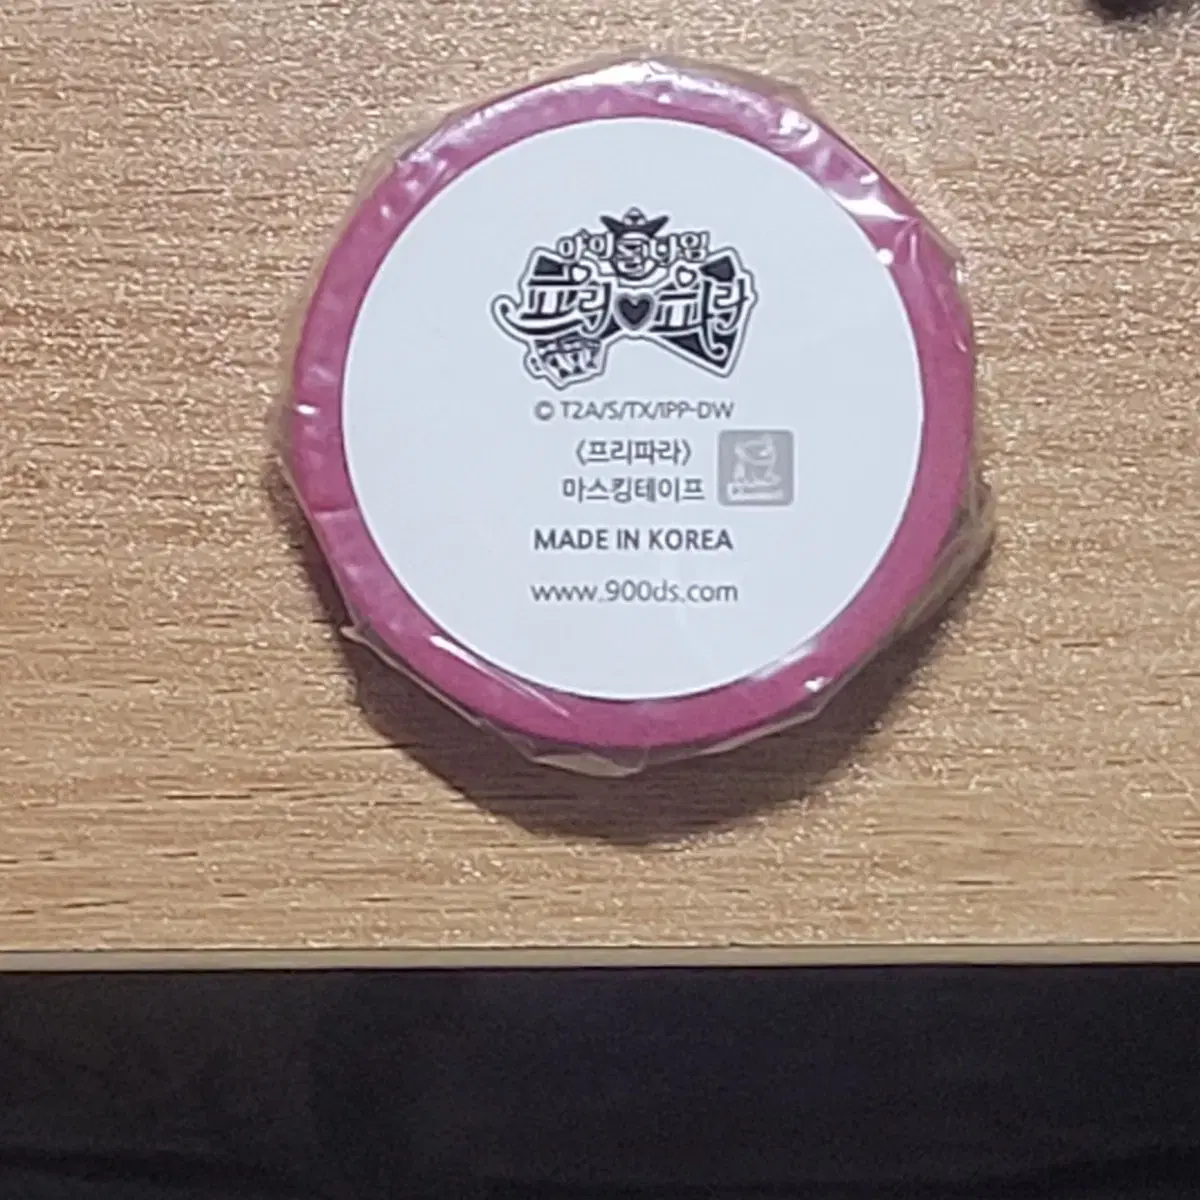 아이돌타임
프리♥파라
© T2A/S/TX/IPP-DW
〈프리파라〉
마스킹테이프
MADE IN KOREA
www.900ds.com